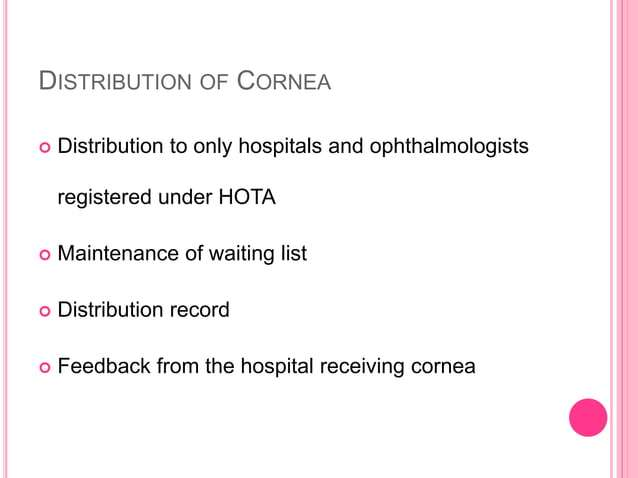 DISTRIBUTION OF CORNEA
Distribution to only hospitals and ophthalmologists
registered under HOTA
Maintenance of waiting list
Distribution record
Feedback from the hospital receiving cornea